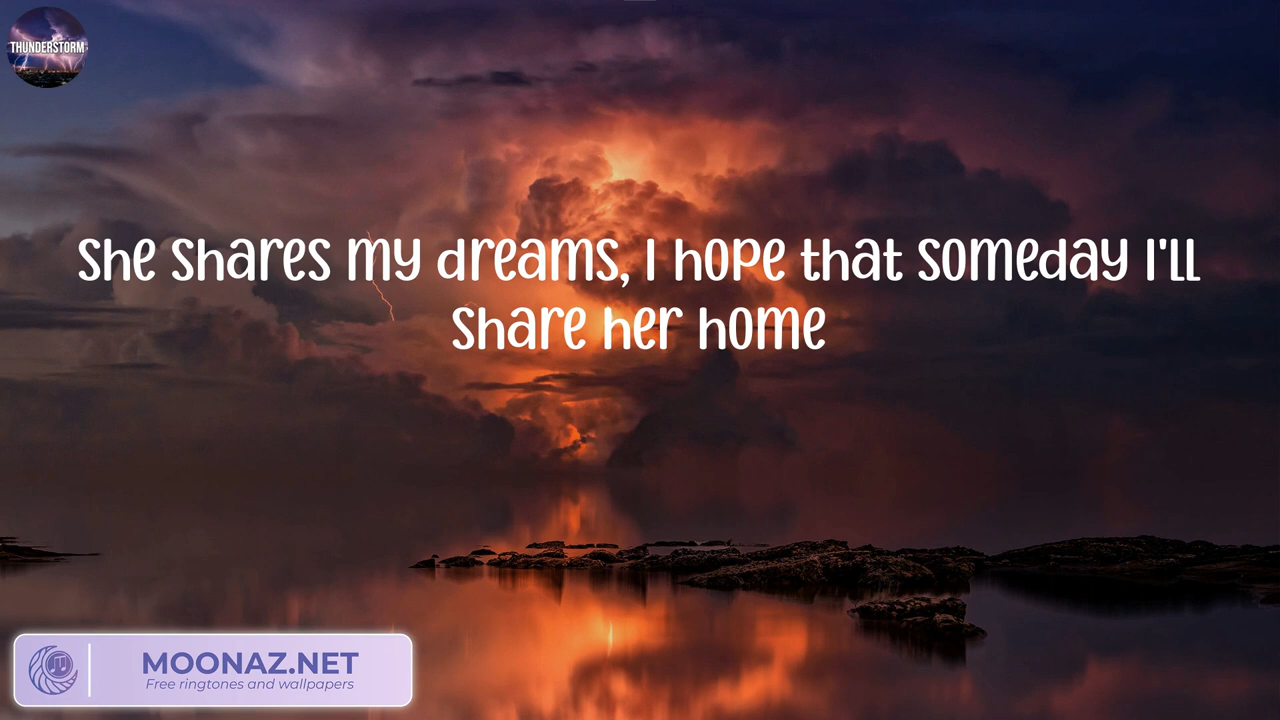 THUNDERSTORM
She shares my dreams, I hope that someday I'll
share her home
MOONAZ.NET
Free ringtones and wallpapers